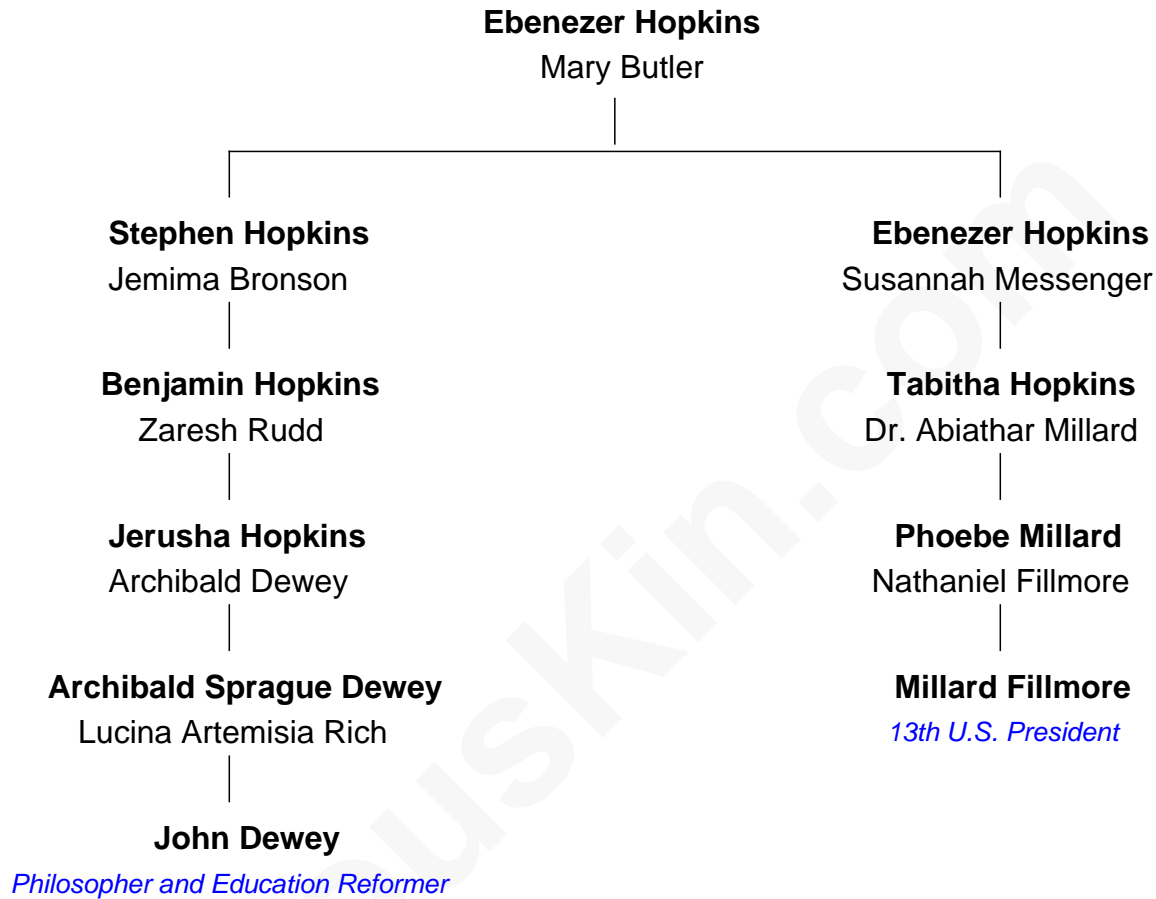 Ebenezer Hopkins
Mary Butler
Stephen Hopkins
Jemima Bronson
Ebenezer Hopkins
Susannah Messenger
Benjamin Hopkins
Zaresh Rudd
Tabitha Hopkins
Dr. Abiathar Millard
Jerusha Hopkins
Archibald Dewey
Phoebe Millard
Nathaniel Fillmore
Archibald Sprague Dewey
Lucina Artemisia Rich
Millard Fillmore
13th U.S. President
John Dewey
Philosopher and Education Reformer
usKin.com